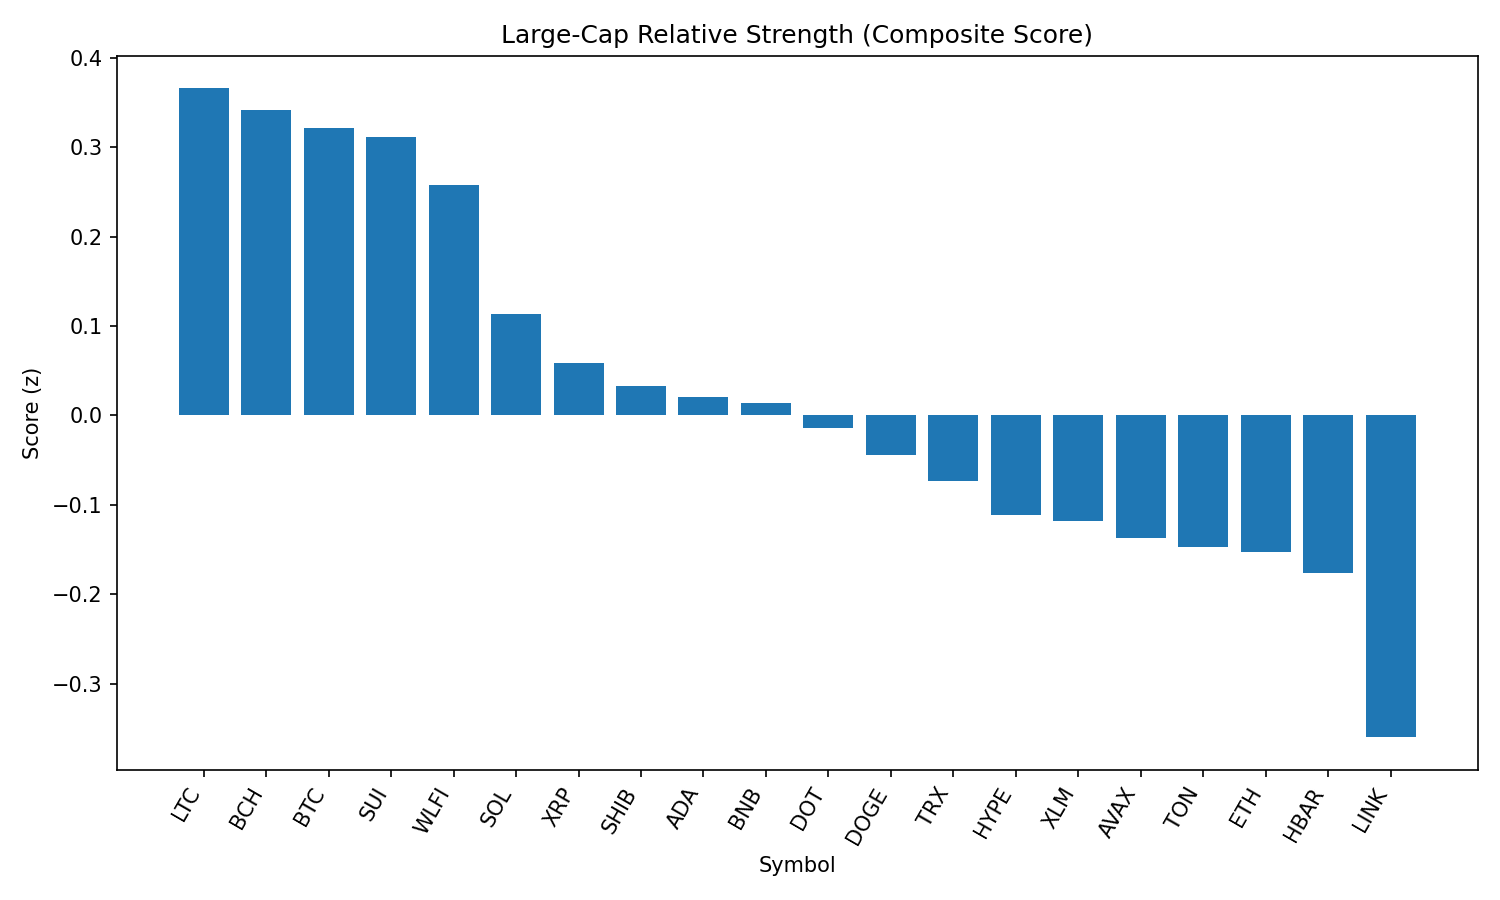 Large-Cap Relative Strength (Composite Score)
Score (z)
0.4
0.3
0.2
0.1
0.0
−0.1
−0.2
−0.3
LTC
BCH
BTC
SUI
WLFI
SOL
XRP
SHIB
ADA
BNB
DOT
DOGE
TRX
HYPE
XLM
AVAX
TON
ETH
HBAR
LINK
Symbol